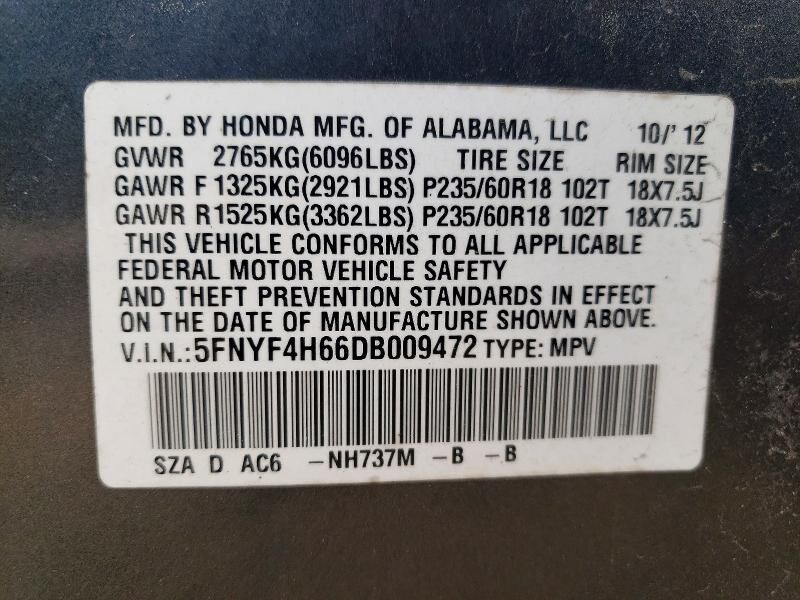 MFD. BY HONDA MFG. OF ALABAMA, LLC 10/'12
GVWR 2765KG(6096LBS) TIRE SIZE RIM SIZE
GAWR F 1325KG(2921LBS) P235/60R18 102T 18X7.5J
GAWR R1525KG(3362LBS) P235/60R18 102T 18X7.5J
THIS VEHICLE CONFORMS TO ALL APPLICABLE
FEDERAL MOTOR VEHICLE SAFETY
AND THEFT PREVENTION STANDARDS IN EFFECT
ON THE DATE OF MANUFACTURE SHOWN ABOVE.
V.I.N.:5FNYF4H66DB009472 TYPE: MPV
SZA D AC6 -NH737M -B -B